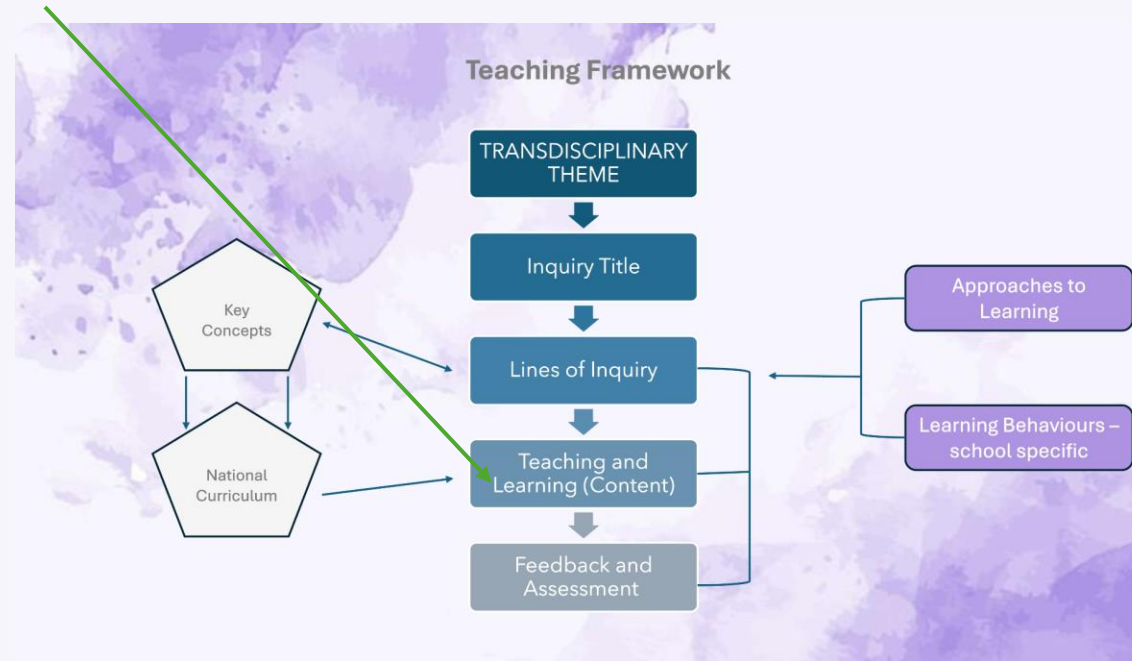 Teaching Framework
TRANSDISCIPLINARY
THEME
Inquiry Title
Key
Concepts
Lines of Inquiry
Approaches to
Learning
National
Curriculum
Teaching and
Learning (Content)
Learning Behaviours –
school specific
Feedback and
Assessment